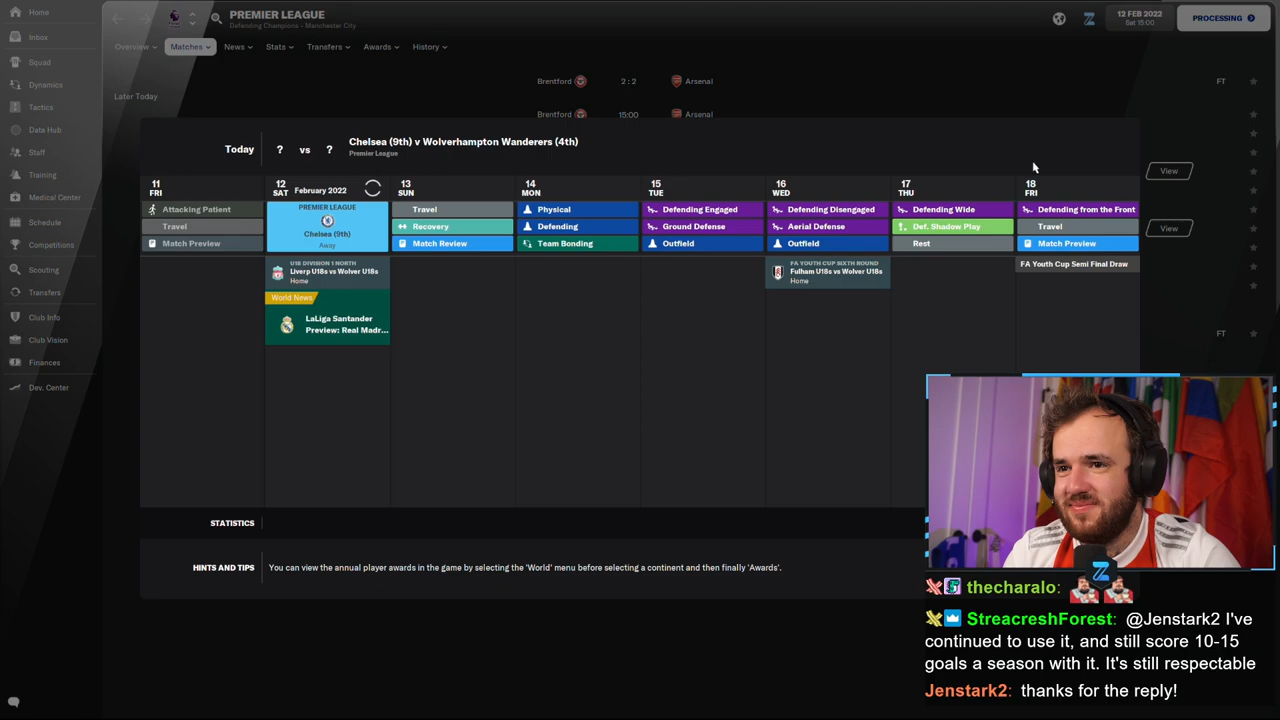 Home
Inbox
Squad
Dynamics
Tactics
Data Hub
Staff
Training
Medical Center
Schedule
Competitions
Scouting
Transfers
Club Info
Club Vision
Finances
Dev. Center
PREMIER LEAGUE
Defending Champions - Manchester City
12 FEB 2022
Sat 15:00
PROCESSING
Overview
Matches
News
Stats
Transfers
Awards
History
Brentford 2 : 2 Arsenal FT
Later Today
Brentford 15:00 Arsenal
Today ? vs ? Chelsea (9th) v Wolverhampton Wanderers (4th)
Premier League
View
View
FT
11
FRI
12
SAT
February 2022
13
SUN
14
MON
15
TUE
16
WED
17
THU
18
FRI
Attacking Patient
Travel
Match Preview
PREMIER LEAGUE
Chelsea (9th)
Away
Travel
Recovery
Match Review
Physical
Defending
Team Bonding
Defending Engaged
Ground Defense
Outfield
Defending Disengaged
Aerial Defense
Outfield
Defending Wide
Def. Shadow Play
Rest
Defending from the Front
Travel
Match Preview
U18 DIVISION 1 NORTH
Liverp U18s vs Wolver U18s
Home
World News
LaLiga Santander
Preview: Real Madr...
FA YOUTH CUP SIXTH ROUND
Fulham U18s vs Wolver U18s
Home
FA Youth Cup Semi Final Draw
STATISTICS
HINTS AND TIPS
You can view the annual player awards in the game by selecting the 'World' menu before selecting a continent and then finally 'Awards'.
thecharalo:
StreacreshForest: @Jenstark2 I've
continued to use it, and still score 10-15
goals a season with it. It's still respectable
Jenstark2: thanks for the reply!